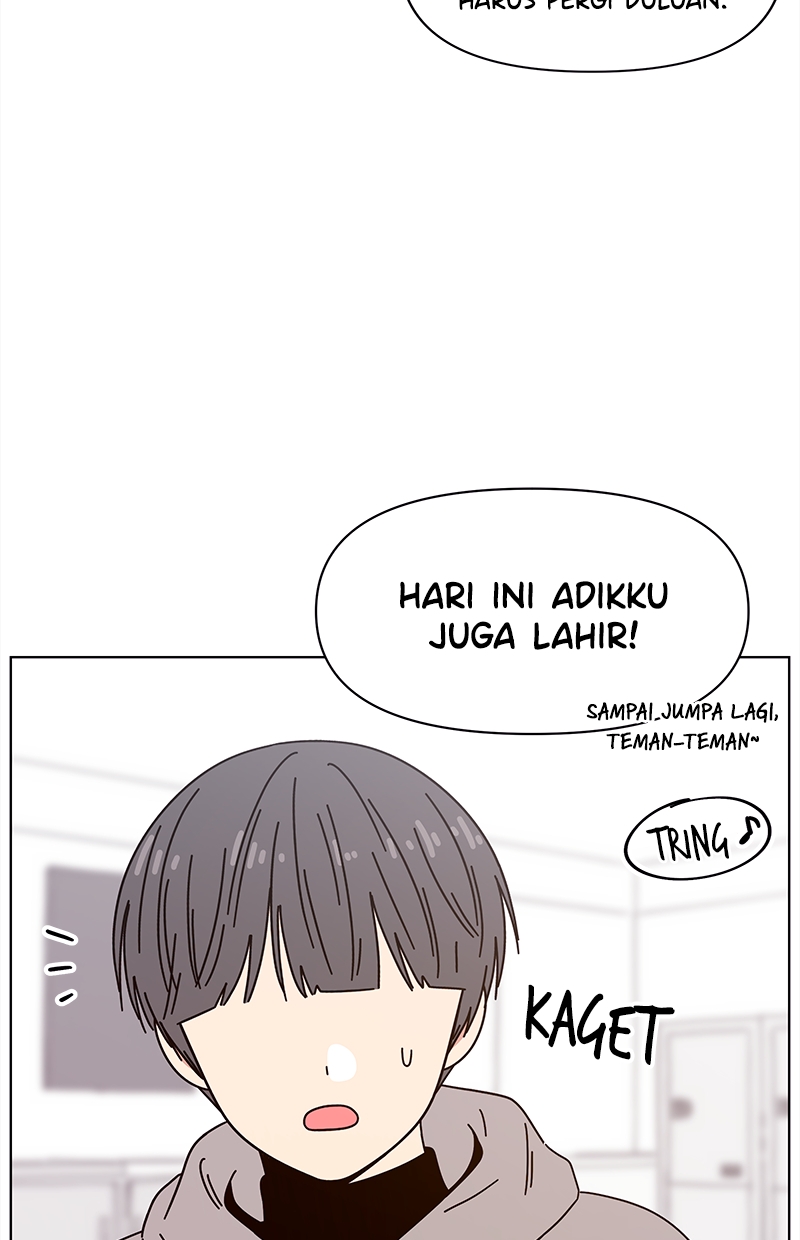 HARUS PERGI DULUAN.
HARI INI ADIKKU
JUGA LAHIR!
SAMPAI JUMPA LAGI,
TEMAN-TEMAN~
TRING♪
KAGET